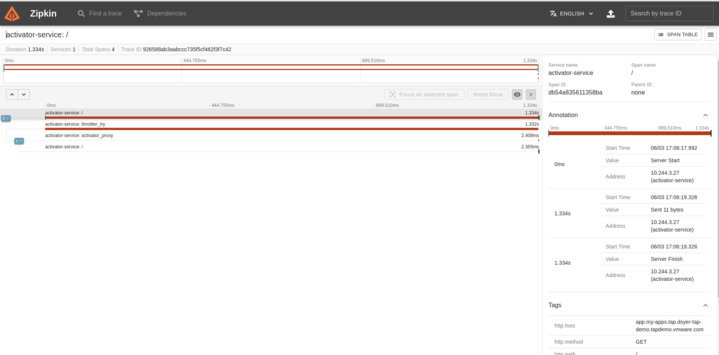 Zipkin
Find a trace
Dependencies
ENGLISH
Search by trace ID
activator-service: /
SPAN TABLE
Duration 1.334s Services 1 Total Spans 4 Trace ID 926588ab3aabccc735f5cf462f3f7c42
0ms 444.755ms 889.510ms 1.334s
Focus on selected span
Reset focus
0ms 444.755ms 889.510ms 1.334s
activator-service: / 1.334s
activator-service: throttler_try 1.332s
activator-service: activator_proxy 2.408ms
activator-service: / 2.355ms
Service name Span name
activator-service /
Span ID Parent ID
db54a835611358ba none
Annotation
0ms 444.755ms 889.510ms 1.334s
0ms
Start Time 06/03 17:06:17.992
Value Server Start
Address 10.244.3.27
(activator-service)
1.334s
Start Time 06/03 17:06:19.326
Value Sent 11 bytes
Address 10.244.3.27
(activator-service)
1.334s
Start Time 06/03 17:06:19.326
Value Server Finish
Address 10.244.3.27
(activator-service)
Tags
http.host app.my-apps.tap.dsyer-tap-
demo.tapdemo.vmware.com
http.method GET
http.path /